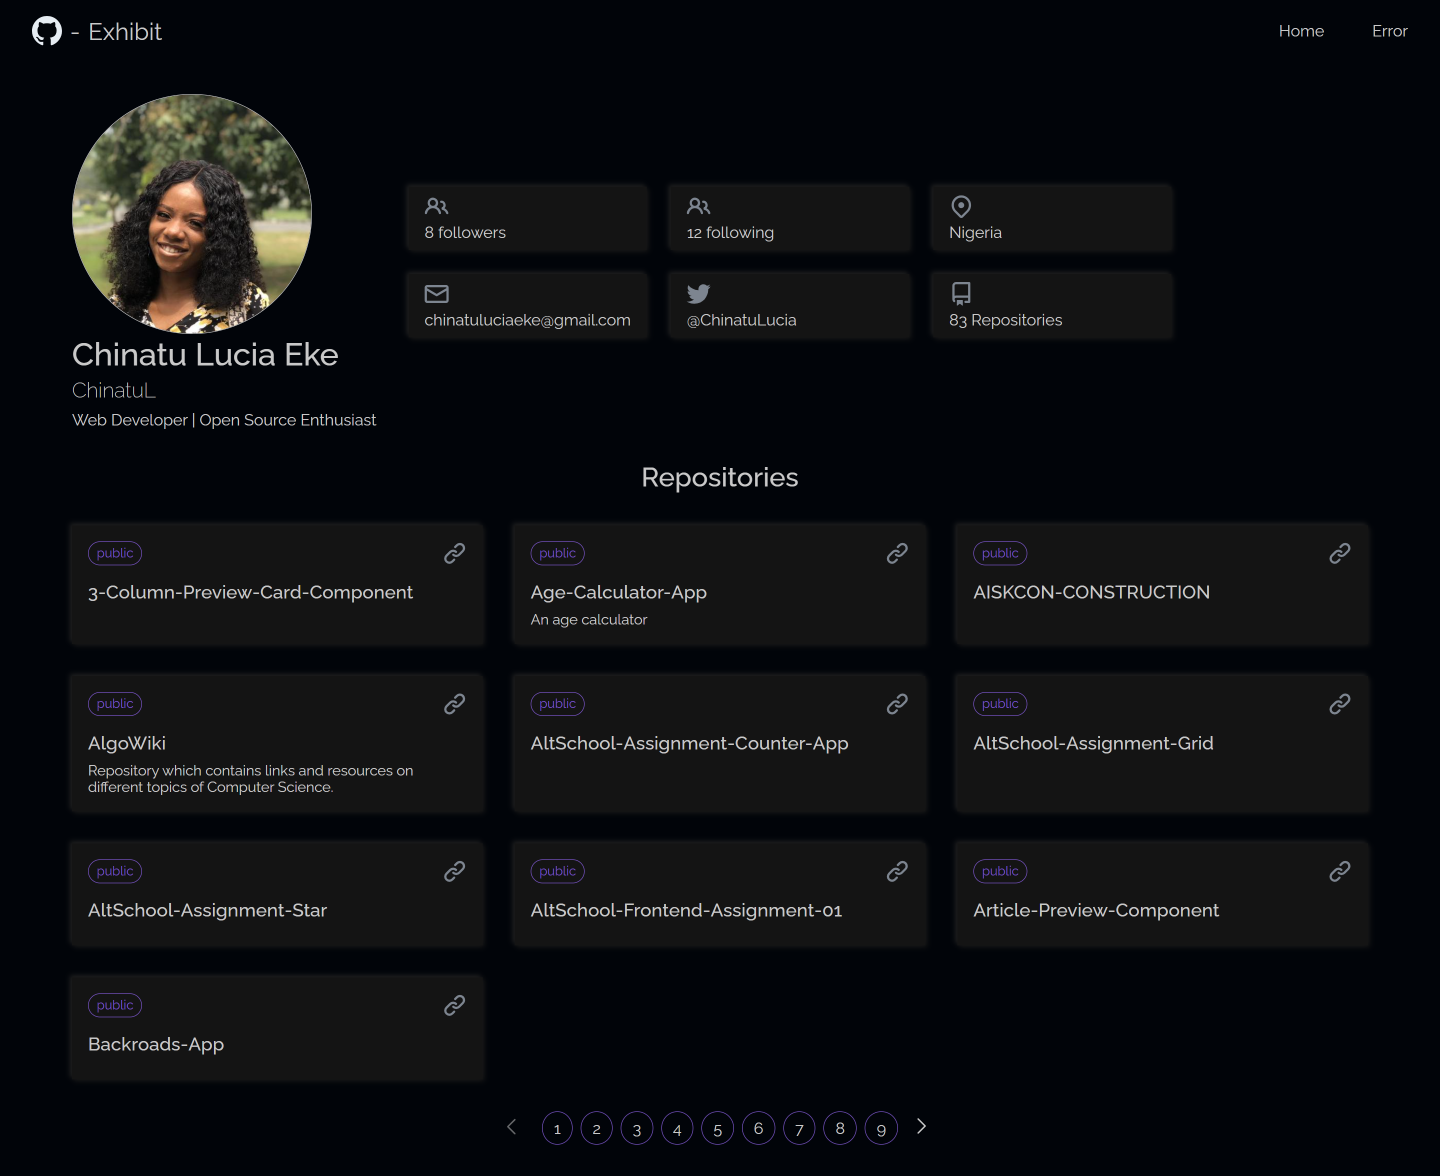 - Exhibit
Home
Error
8 followers
12 following
Nigeria
chinatuluciaeke@gmail.com
@ChinatuLucia
83 Repositories
Chinatu Lucia Eke
ChinatuL
Web Developer | Open Source Enthusiast
Repositories
public
3-Column-Preview-Card-Component
public
Age-Calculator-App
An age calculator
public
AISKCON-CONSTRUCTION
public
AlgoWiki
Repository which contains links and resources on
different topics of Computer Science.
public
AltSchool-Assignment-Counter-App
public
AltSchool-Assignment-Grid
public
AltSchool-Assignment-Star
public
AltSchool-Frontend-Assignment-01
public
Article-Preview-Component
public
Backroads-App
1 2 3 4 5 6 7 8 9